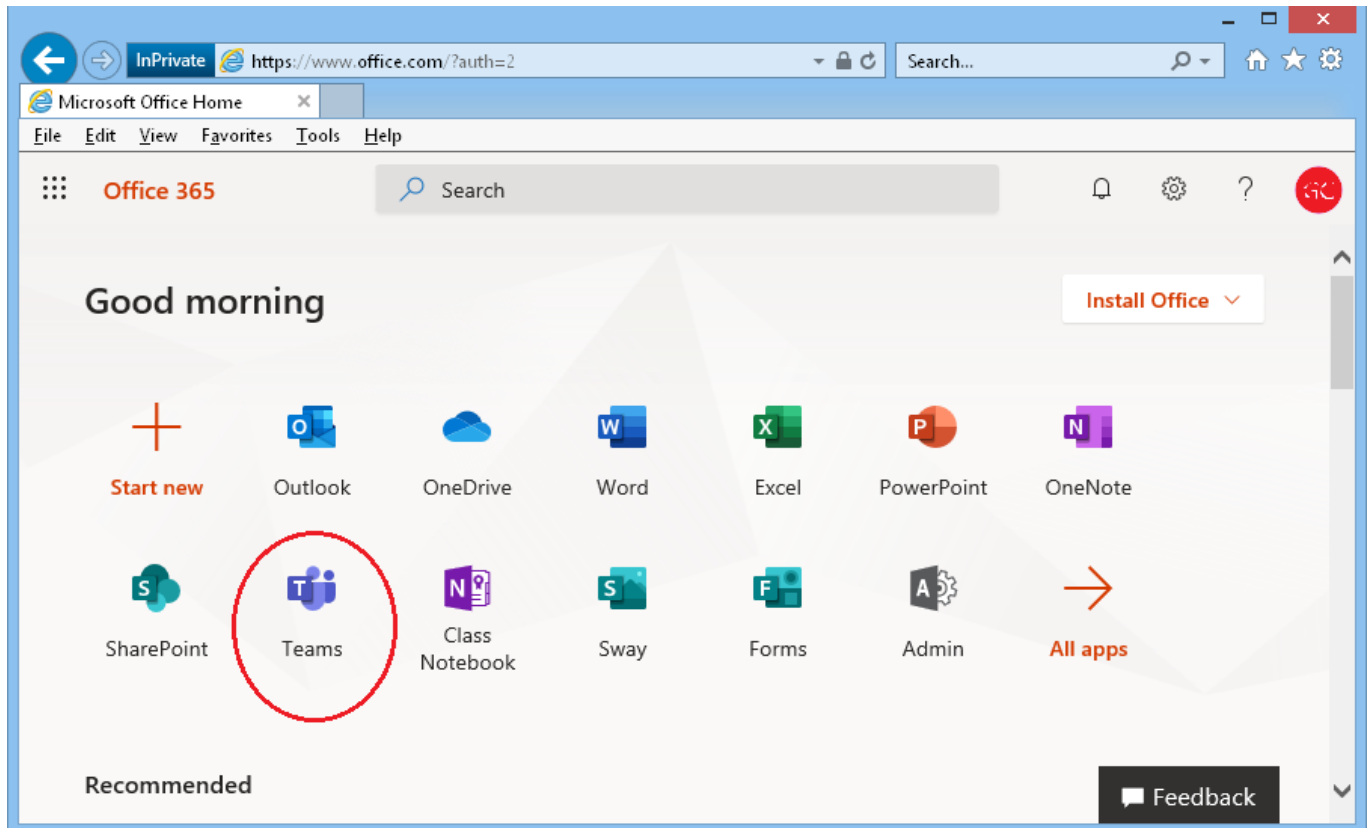 InPrivate https://www.office.com/?auth=2 Search...
Microsoft Office Home
File Edit View Favorites Tools Help
Office 365 Search ? GC
Good morning Install Office
O W X P N
Start new Outlook OneDrive Word Excel PowerPoint OneNote
S T N S F A
SharePoint Teams Class Notebook Sway Forms Admin All apps
Recommended Feedback